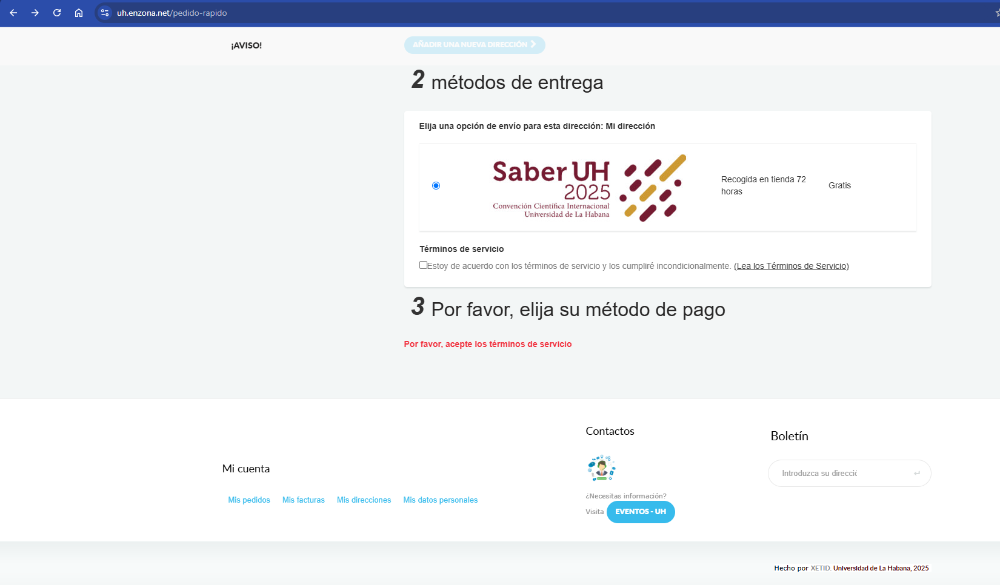 uh.enzona.net/pedido-rapido
¡AVISO!
AÑADIR UNA NUEVA DIRECCIÓN
2 métodos de entrega
Elija una opción de envío para esta dirección: Mi dirección
Saber UH
2025
Convención Científica Internacional
Universidad de La Habana
Recogida en tienda 72
horas
Gratis
Términos de servicio
Estoy de acuerdo con los términos de servicio y los cumpliré incondicionalmente. (Lea los Términos de Servicio)
3 Por favor, elija su método de pago
Por favor, acepte los términos de servicio
Mi cuenta
Mis pedidos Mis facturas Mis direcciones Mis datos personales
Contactos
¿Necesitas información?
Visita EVENTOS - UH
Boletín
Introduzca su direcció
Hecho por XETID. Universidad de La Habana, 2025